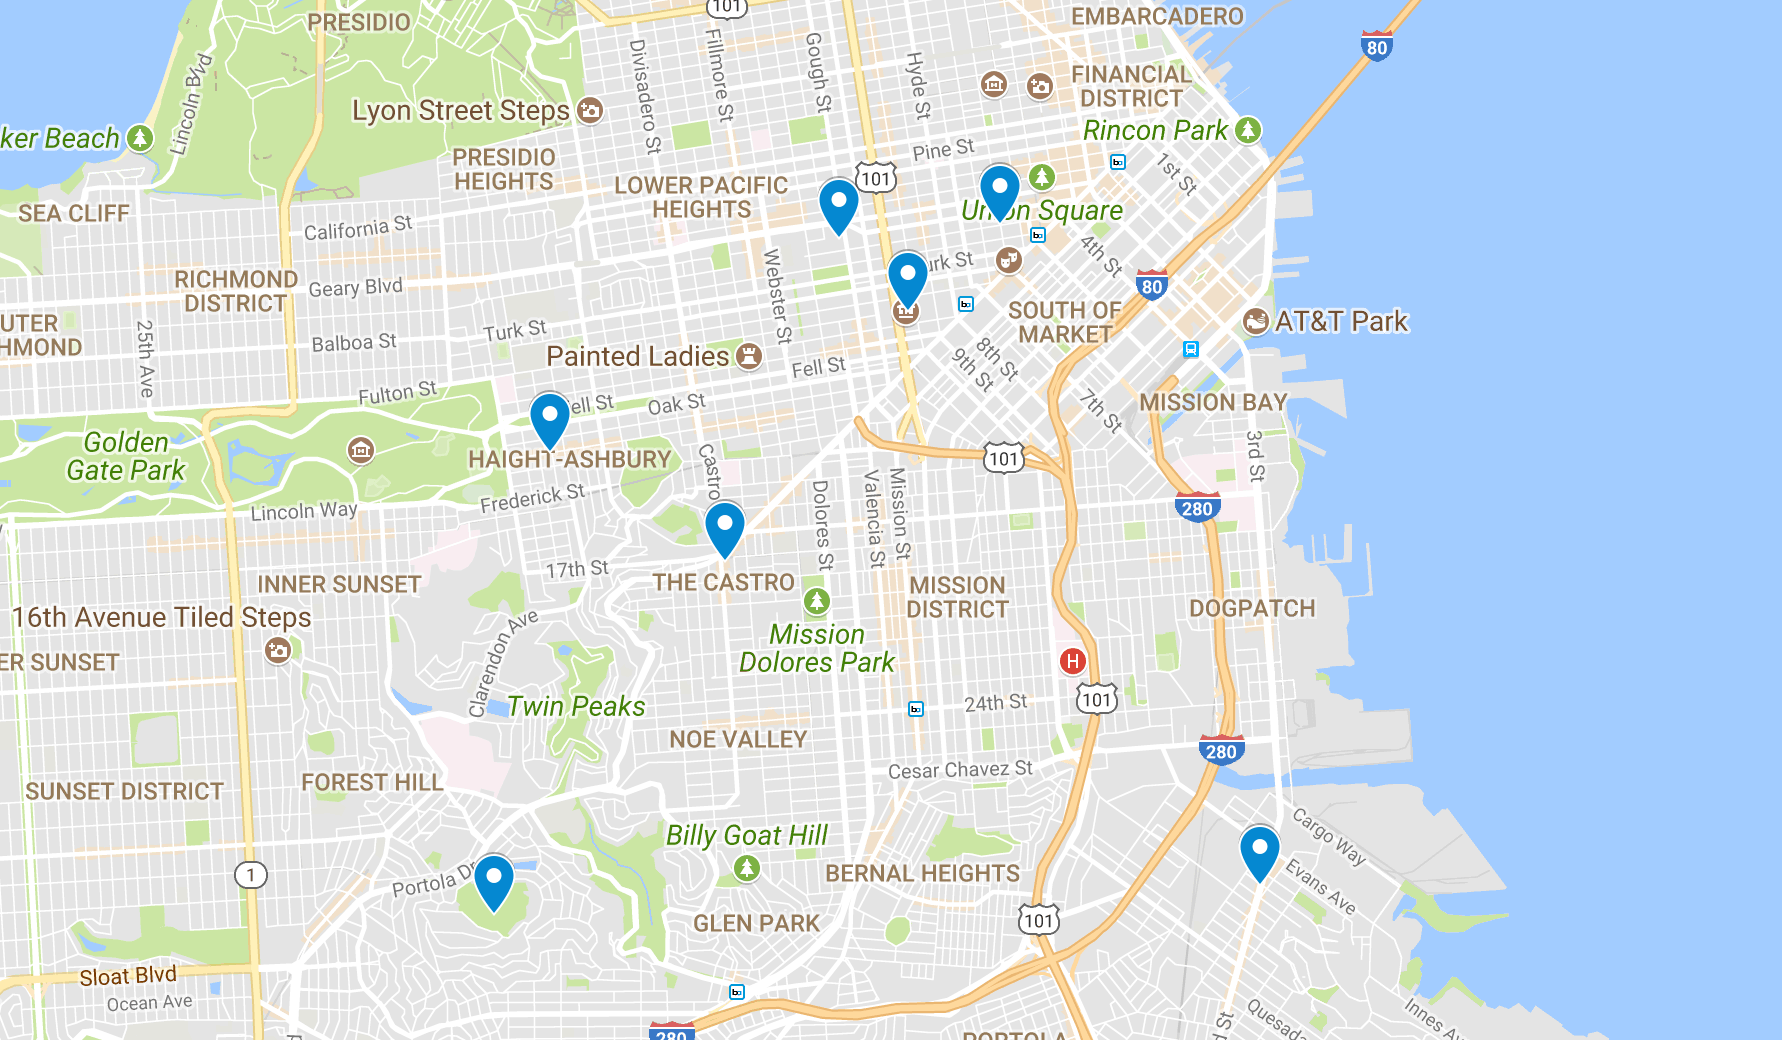 PRESIDIO
101
EMBARCADERO
80
Lincoln Blvd
Divisadero St
Fillmore St
Gough St
Hyde St
FINANCIAL
DISTRICT
Lyon Street Steps
ker Beach
Rincon Park
PRESIDIO
HEIGHTS
Pine St
1st St
101
LOWER PACIFIC
HEIGHTS
SEA CLIFF
California St
Union Square
4th St
Webster St
urk St
RICHMOND
DISTRICT
Geary Blvd
80
SOUTH OF
MARKET
AT&T Park
UTER
HMOND
25th Ave
Balboa St
Turk St
Painted Ladies
Fell St
8th St
9th St
Fulton St
ell St
Oak St
7th St
MISSION BAY
Golden
Gate Park
HAIGHT-ASHBURY
Castro
101
3rd St
Frederick St
Lincoln Way
Dolores St
Valencia St
Mission St
280
17th St
INNER SUNSET
THE CASTRO
MISSION
DISTRICT
DOGPATCH
16th Avenue Tiled Steps
Mission
Dolores Park
H
ER SUNSET
Clarendon Ave
Twin Peaks
24th St
101
NOE VALLEY
280
Cesar Chavez St
SUNSET DISTRICT
FOREST HILL
Cargo Way
Billy Goat Hill
1
Portola Dr
BERNAL HEIGHTS
Evans Ave
GLEN PARK
101
Sloat Blvd
Ocean Ave
280
PORTOLA
d St
Quesada
Innes Av